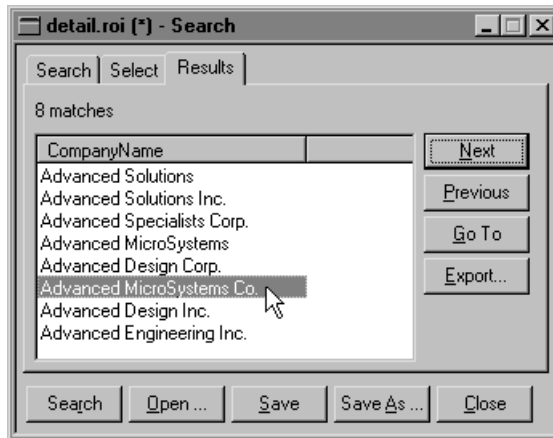 detail.roi (*) - Search
Search Select Results
8 matches
CompanyName
Next
Advanced Solutions
Advanced Solutions Inc.
Previous
Advanced Specialists Corp.
Advanced MicroSystems
Go To
Advanced Design Corp.
Advanced MicroSystems Co.
Export...
Advanced Design Inc.
Advanced Engineering Inc.
Search Open ... Save Save As ... Close